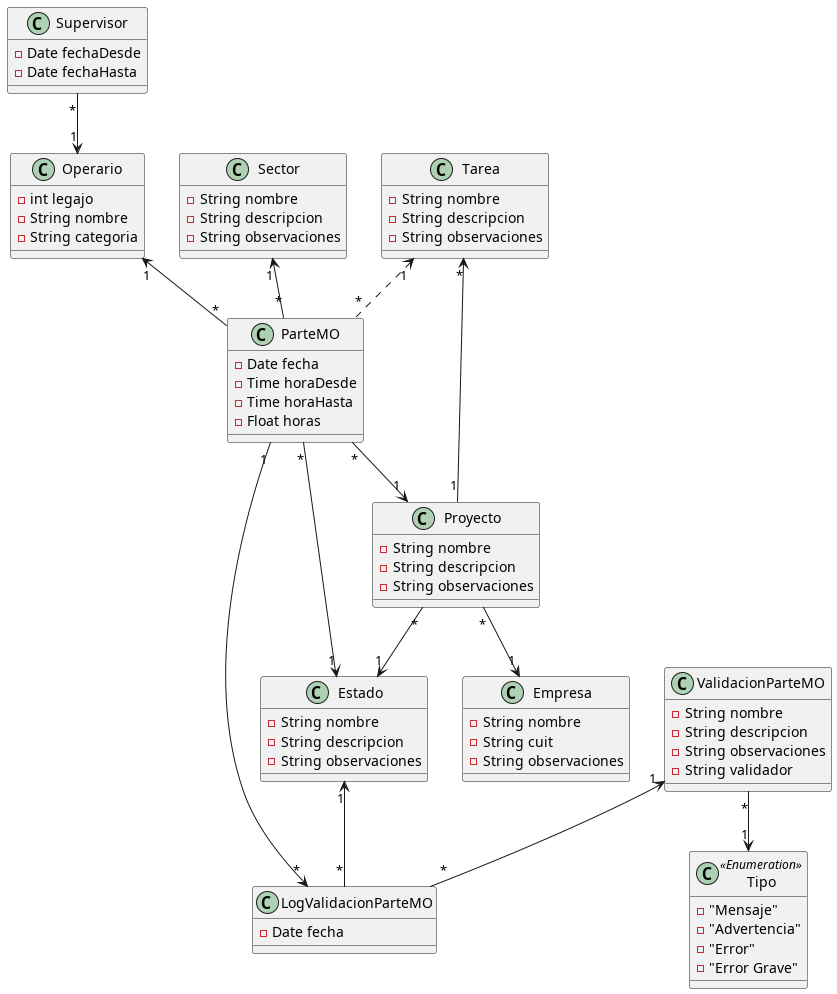 C Supervisor
Date fechaDesde
Date fechaHasta
*
1
C Operario
int legajo
String nombre
String categoria
C Sector
String nombre
String descripcion
String observaciones
C Tarea
String nombre
String descripcion
String observaciones
1
1
1
*
*
*
*
C ParteMO
Date fecha
Time horaDesde
Time horaHasta
Float horas
1
*
*
1
1
C Proyecto
String nombre
String descripcion
String observaciones
*
*
1
1
1
C Estado
String nombre
String descripcion
String observaciones
C Empresa
String nombre
String cuit
String observaciones
C ValidacionParteMO
String nombre
String descripcion
String observaciones
String validador
1
1
*
1
*
*
*
C LogValidacionParteMO
Date fecha
C «Enumeration»
Tipo
"Mensaje"
"Advertencia"
"Error"
"Error Grave"